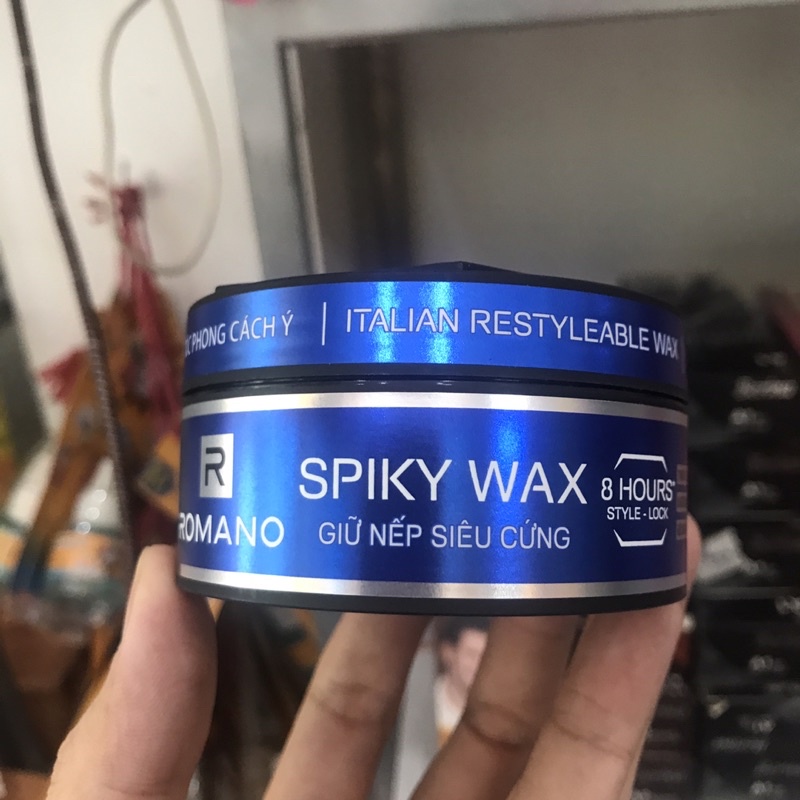 PHONG CÁCH Ý | ITALIAN RESTYLEABLE WAX
R
ROMANO
SPIKY WAX
GIỮ NẾP SIÊU CỨNG
8 HOURS*
STYLE - LOCK